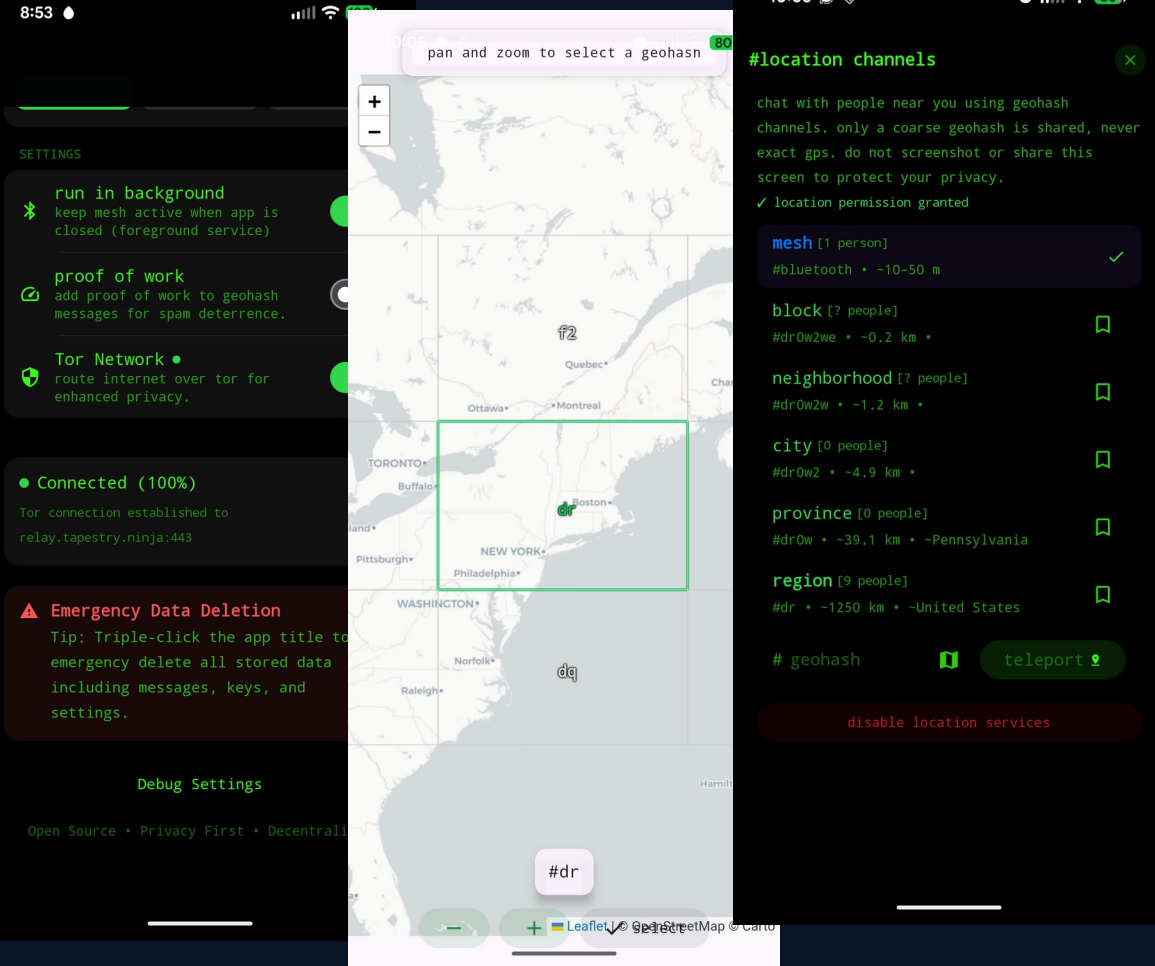 8:53
SETTINGS
run in background
keep mesh active when app is
closed (foreground service)
proof of work
add proof of work to geohash
messages for spam deterrence.
Tor Network
route internet over tor for
enhanced privacy.
Connected (100%)
Tor connection established to
relay.tapestry.ninja:443
Emergency Data Deletion
Tip: Triple-click the app title to
emergency delete all stored data
including messages, keys, and
settings.
Debug Settings
Open Source • Privacy First • Decentrali
10:05
80
pan and zoom to select a geohash
+
−
f2
Quebec
Ottawa
Montreal
TORONTO
Buffalo
dr
Boston
Pittsburgh
NEW YORK
Philadelphia
WASHINGTON
Norfolk
dq
Raleigh
Hamilt
#dr
−
+
select
Leaflet | © OpenStreetMap © Carto
#location channels
chat with people near you using geohash
channels. only a coarse geohash is shared, never
exact gps. do not screenshot or share this
screen to protect your privacy.
✓ location permission granted
mesh [1 person]
#bluetooth • ~10–50 m
block [? people]
#dr0w2we • ~0.2 km •
neighborhood [? people]
#dr0w2w • ~1.2 km •
city [0 people]
#dr0w2 • ~4.9 km •
province [0 people]
#dr0w • ~39.1 km • ~Pennsylvania
region [9 people]
#dr • ~1250 km • ~United States
# geohash
teleport
disable location services